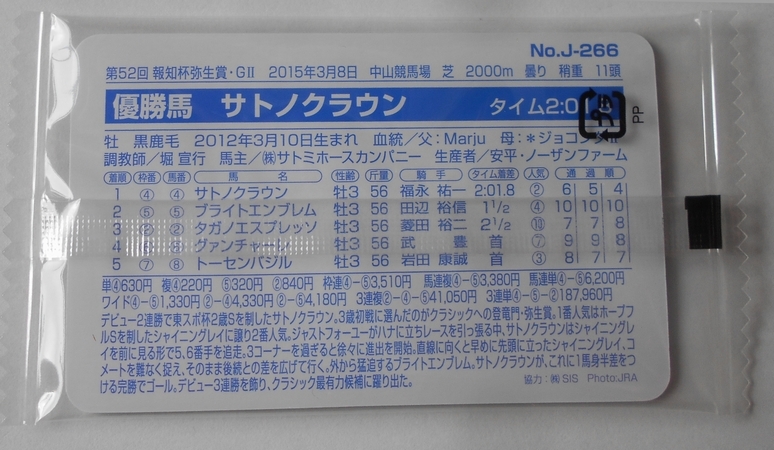 No.J-266
第52回 報知杯弥生賞・GII 2015年3月8日 中山競馬場 芝 2000m 曇り 稍重 11頭
優勝馬 サトノクラウン タイム2:01.8
PP
牡 黒鹿毛 2012年3月10日生まれ 血統/父:Marju 母:*ジョコンダII
調教師/堀 宣行 馬主/㈱サトミホースカンパニー 生産者/安平・ノーザンファーム
着順 枠番 馬番 馬名 性齢 斤量 騎手 タイム着差 人気 通過順
1 ④ ④ サトノクラウン 牡3 56 福永 祐一 2:01.8 ② 6 5 4
2 ⑤ ⑤ ブライトエンブレム 牡3 56 田辺 裕信 1 1/2 ④ 10 10 10
3 ② ② タガノエスプレッソ 牡3 56 菱田 裕二 2 1/2 ⑩ 7 7 8
4 グァンチャーレ 牡3 56 武 豊 首 ⑦ 9 9 8
5 ⑦ ⑧ トーセンバジル 牡3 56 岩田 康誠 首 ③ 8 7 7
単④630円 複④220円 ⑤320円 ②840円 枠連④-⑤3,510円 馬連複④-⑤3,380円 馬連単④-⑤6,200円
ワイド④-⑤1,330円 ②-④4,330円 ②-⑤4,180円 3連複②-④-⑤41,050円 3連単④-⑤-②187,960円
デビュー2連勝で東スポ杯2歳Sを制したサトノクラウン。3歳初戦に選んだのがクラシックへの登竜門・弥生賞。1番人気はホープフ
ルSを制したシャイニングレイに譲り2番人気。ジャストフォーユーがハナに立ちレースを引っ張る中、サトノクラウンはシャイニングレ
イを前に見る形で5、6番手を追走。3コーナーを過ぎると徐々に進出を開始。直線に向くと早めに先頭に立ったシャイニングレイ、コ
メートを難なく捉え、そのまま後続との差を広げて行く。外から猛追するブライトエンブレム。サトノクラウンが、これに1馬身半差をつ
ける完勝でゴール。デビュー3連勝を飾り、クラシック最有力候補に躍り出た。
協力:㈱SIS Photo:JRA